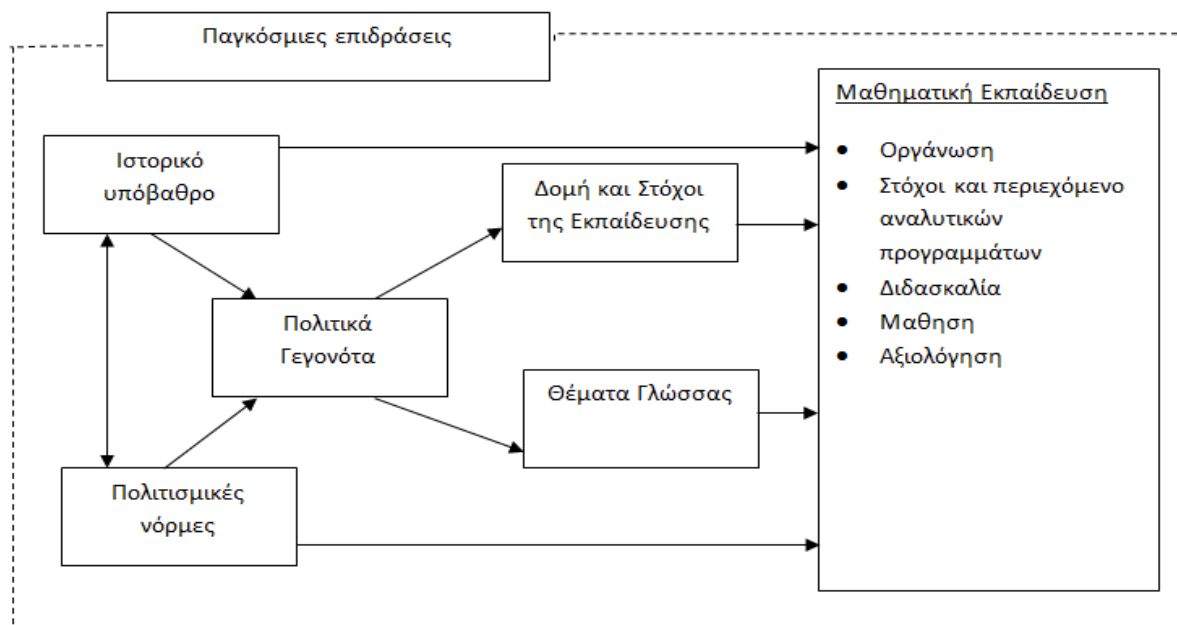 Παγκόσμιες επιδράσεις
Μαθηματική Εκπαίδευση
Ιστορικό
υπόβαθρο
• Οργάνωση
• Στόχοι και περιεχόμενο
αναλυτικών
προγραμμάτων
• Διδασκαλία
• Μαθηση
• Αξιολόγηση
Δομή και Στόχοι
της Εκπαίδευσης
Πολιτικά
Γεγονότα
Θέματα Γλώσσας
Πολιτισμικές
νόρμες